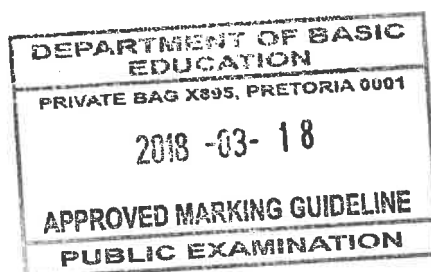 DEPARTMENT OF BASIC
EDUCATION
PRIVATE BAG X895, PRETORIA 0001
2018 -03- 18
APPROVED MARKING GUIDELINE
PUBLIC EXAMINATION